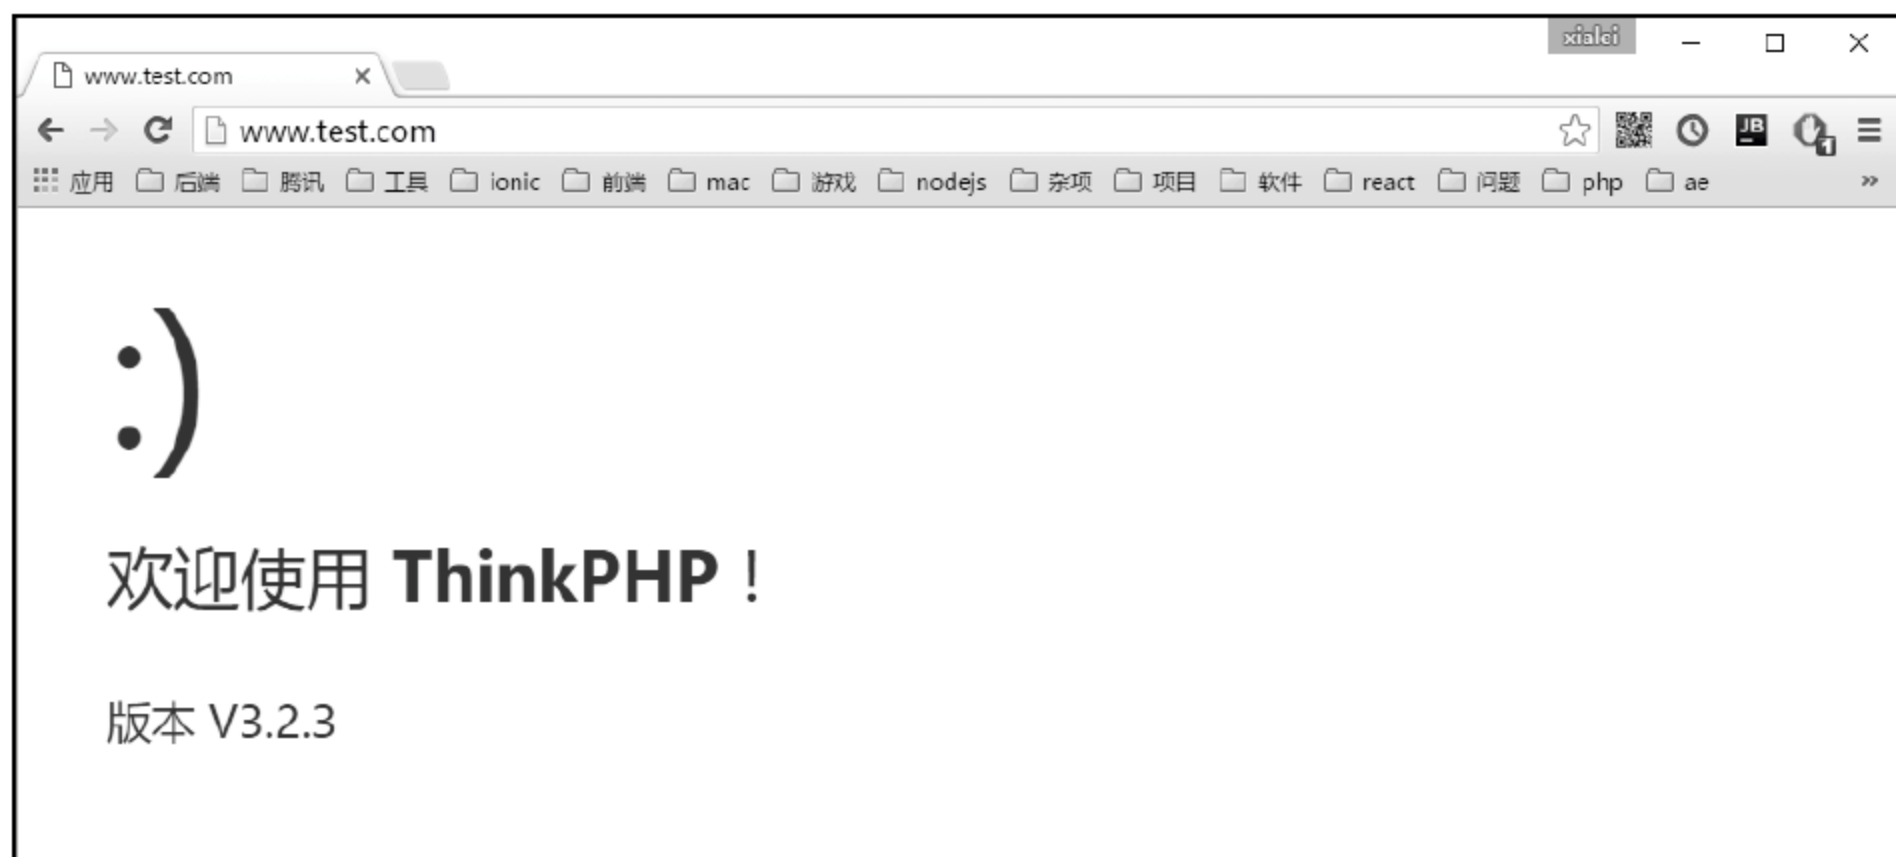 xialei
www.test.com
www.test.com
JB
1
应用 后端 腾讯 工具 ionic 前端 mac 游戏 nodejs 杂项 项目 软件 react 问题 php ae »
:)
欢迎使用 ThinkPHP！
版本 V3.2.3